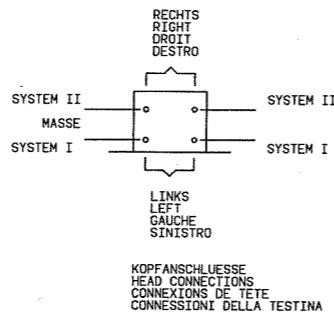 RECHTS
RIGHT
DROIT
DESTRO
SYSTEM II
SYSTEM II
MASSE
SYSTEM I
SYSTEM I
LINKS
LEFT
GAUCHE
SINISTRO
KOPFANSCHLUESSE
HEAD CONNECTIONS
CONNEXIONS DE TETE
CONNESSIONI DELLA TESTINA